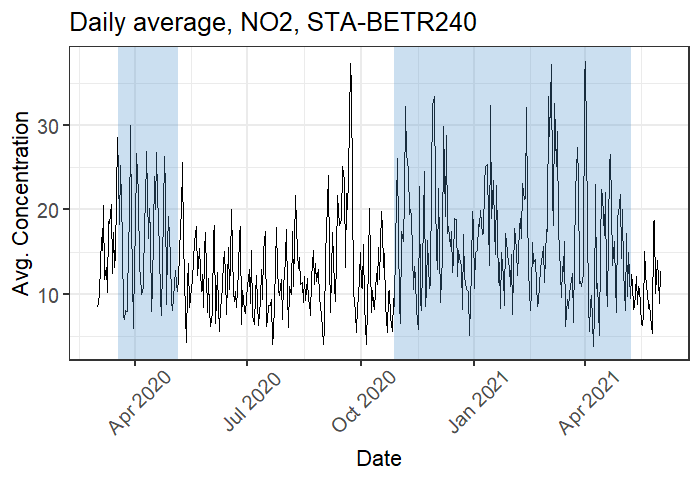 Daily average, NO2, STA-BETR240
Avg. Concentration
30
20
10
Apr 2020
Jul 2020
Oct 2020
Jan 2021
Apr 2021
Date